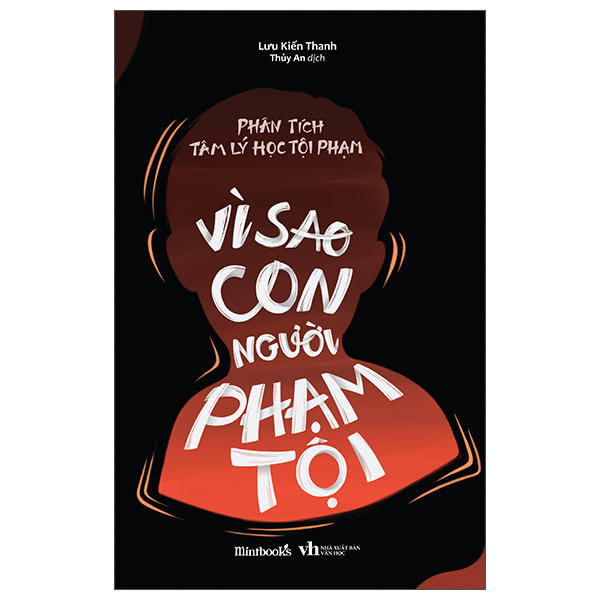 Lưu Kiến Thanh
Thủy An dịch
PHÂN TÍCH
TÂM LÝ HỌC TỘI PHẠM
VÌ SAO
CON
NGƯỜI
PHẠM
TỘI
mintbooks
vh NHÀ XUẤT BẢN
VĂN HỌC